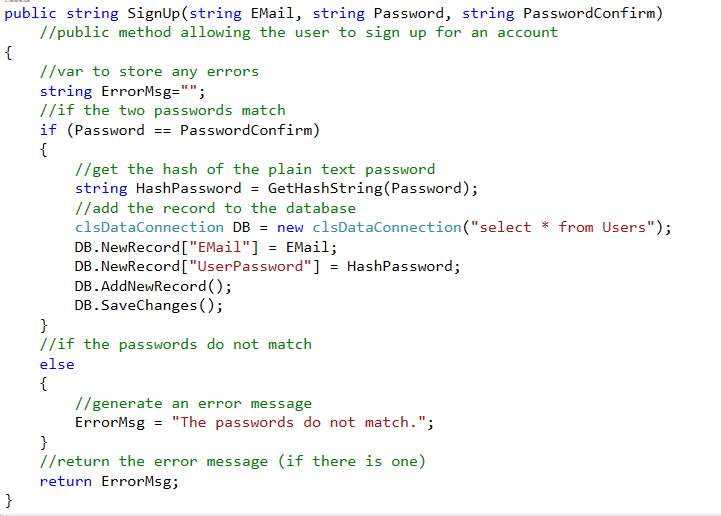 public string SignUp(string EMail, string Password, string PasswordConfirm)
//public method allowing the user to sign up for an account
{
//var to store any errors
string ErrorMsg="";
//if the two passwords match
if (Password == PasswordConfirm)
{
//get the hash of the plain text password
string HashPassword = GetHashString(Password);
//add the record to the database
clsDataConnection DB = new clsDataConnection("select * from Users");
DB.NewRecord["EMail"] = EMail;
DB.NewRecord["UserPassword"] = HashPassword;
DB.AddNewRecord();
DB.SaveChanges();
}
//if the passwords do not match
else
{
//generate an error message
ErrorMsg = "The passwords do not match.";
}
//return the error message (if there is one)
return ErrorMsg;
}